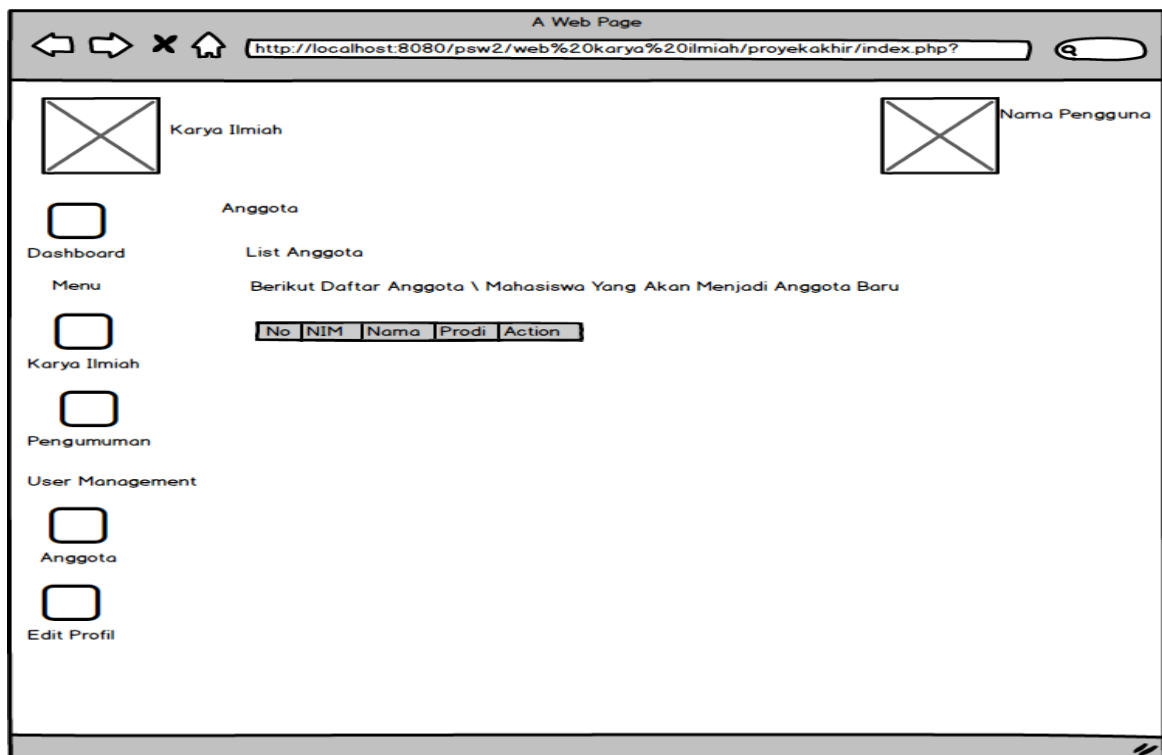 A Web Page
http://localhost:8080/psw2/web%20karya%20ilmiah/proyekakhir/index.php?
Karya Ilmiah
Nama Pengguna
Anggota
Dashboard
List Anggota
Menu
Berikut Daftar Anggota \ Mahasiswa Yang Akan Menjadi Anggota Baru
No NIM Nama Prodi Action
Karya Ilmiah
Pengumuman
User Management
Anggota
Edit Profil